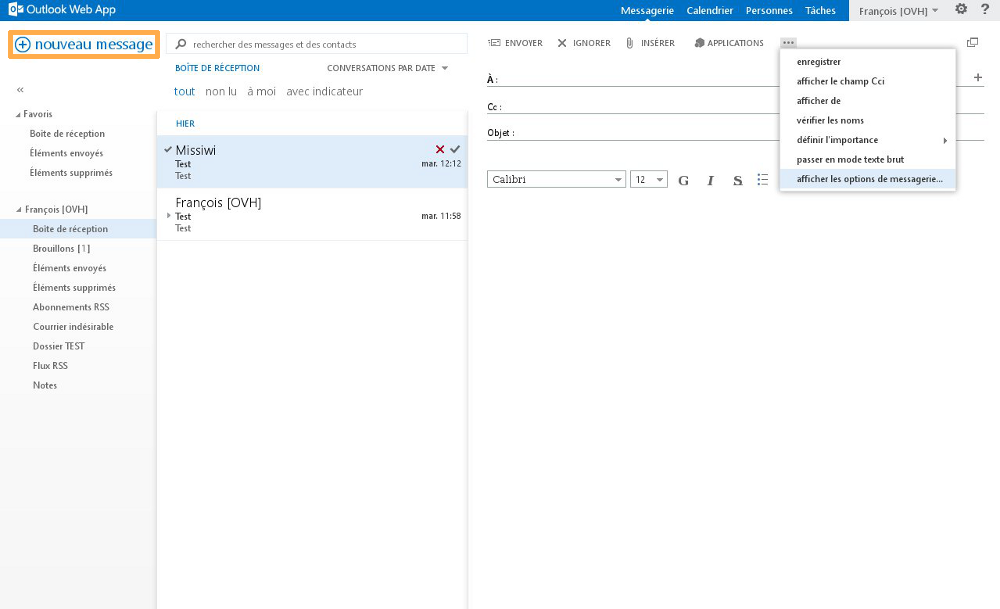 Outlook Web App
Messagerie Calendrier Personnes Tâches François [OVH] ?
nouveau message
rechercher des messages et des contacts
BOÎTE DE RÉCEPTION CONVERSATIONS PAR DATE
tout non lu à moi avec indicateur
«
Favoris
Boîte de réception
Éléments envoyés
Éléments supprimés
François [OVH]
Boîte de réception
Brouillons [1]
Éléments envoyés
Éléments supprimés
Abonnements RSS
Courrier indésirable
Dossier TEST
Flux RSS
Notes
HIER
Missiwi
Test mar. 12:12
Test
François [OVH]
Test mar. 11:58
Test
ENVOYER IGNORER INSÉRER APPLICATIONS ...
À :
Cc :
Objet :
Calibri 12 G I S
enregistrer
afficher le champ Cci
afficher de
vérifier les noms
définir l'importance
passer en mode texte brut
afficher les options de messagerie...